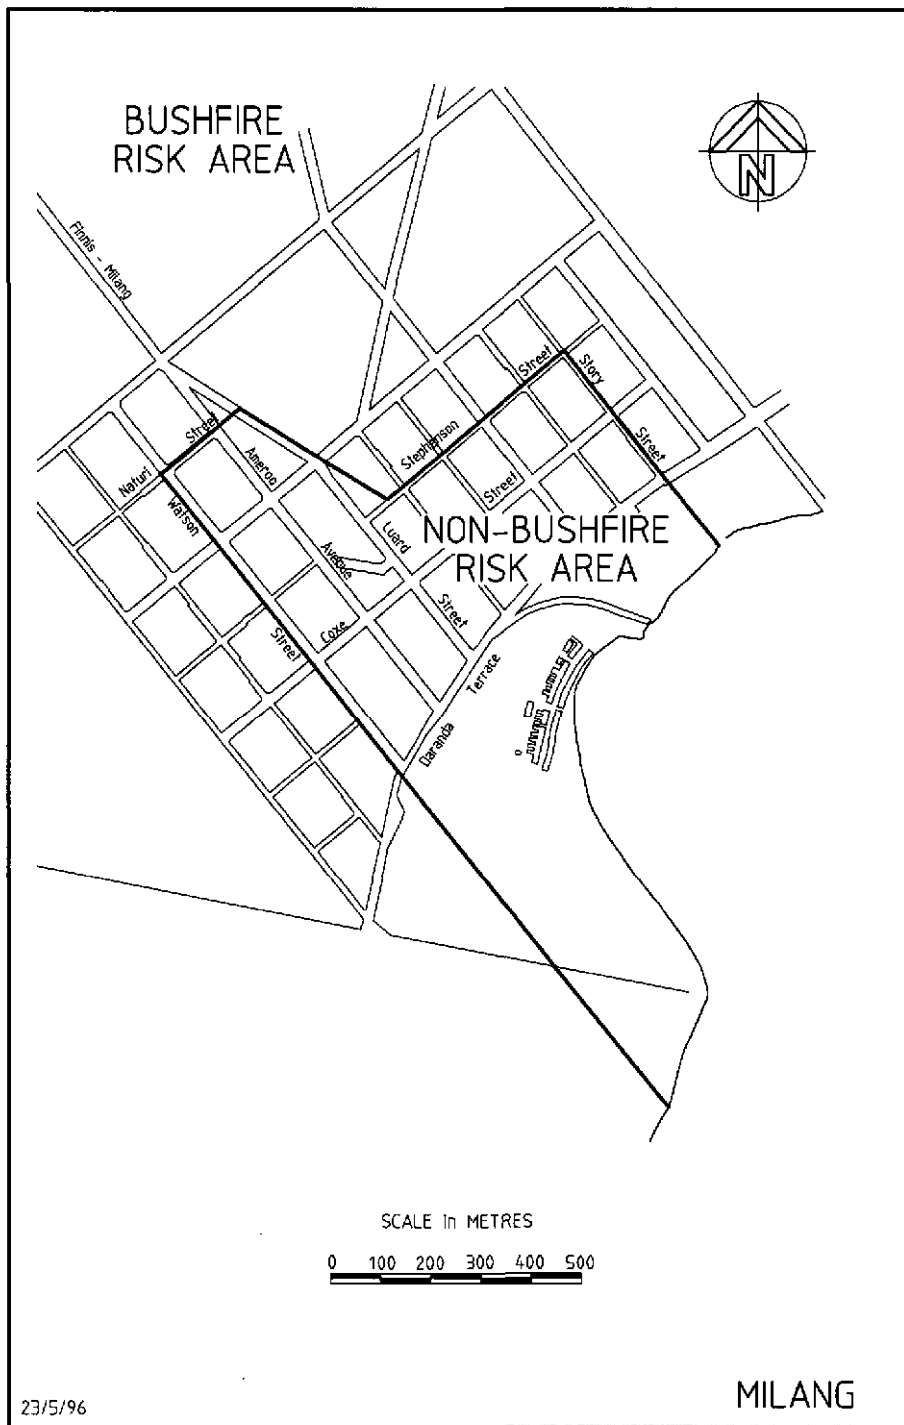 BUSHFIRE
RISK AREA
N
Finnis - Milang
Street
Story
Street
Naturi
Street
Stephenson
Ameroo
Street
Watson
Luard
NON-BUSHFIRE
RISK AREA
Avenue
Street
Coxe
Street
Terrace
Daranda
SCALE in METRES
0 100 200 300 400 500
23/5/96
MILANG